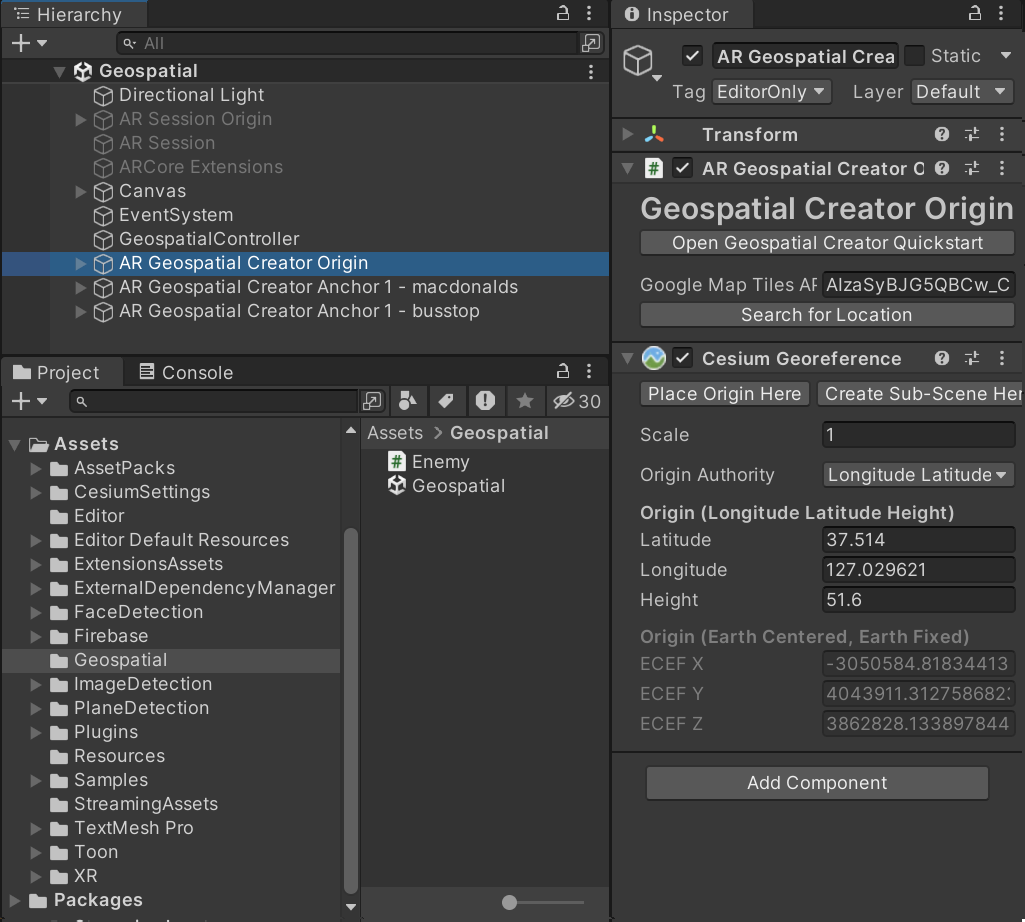 Hierarchy
All
Geospatial
Directional Light
AR Session Origin
AR Session
ARCore Extensions
Canvas
EventSystem
GeospatialController
AR Geospatial Creator Origin
AR Geospatial Creator Anchor 1 - macdonalds
AR Geospatial Creator Anchor 1 - busstop
Project
Console
30
Assets
AssetPacks
CesiumSettings
Editor
Editor Default Resources
ExtensionsAssets
ExternalDependencyManager
FaceDetection
Firebase
Geospatial
ImageDetection
PlaneDetection
Plugins
Resources
Samples
StreamingAssets
TextMesh Pro
Toon
XR
Packages
Assets > Geospatial
Enemy
Geospatial
Inspector
AR Geospatial Crea
Static
Tag EditorOnly Layer Default
Transform
AR Geospatial Creator O
Geospatial Creator Origin
Open Geospatial Creator Quickstart
Google Map Tiles AP AIzaSyBJG5QBCw_C
Search for Location
Cesium Georeference
Place Origin Here Create Sub-Scene Her
Scale 1
Origin Authority Longitude Latitude
Origin (Longitude Latitude Height)
Latitude 37.514
Longitude 127.029621
Height 51.6
Origin (Earth Centered, Earth Fixed)
ECEF X -3050584.81834413
ECEF Y 4043911.312758682
ECEF Z 3862828.133897844
Add Component